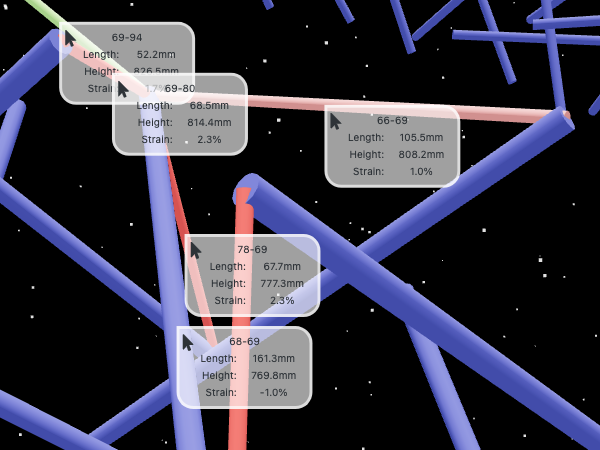 69-94
Length: 52.2mm
Height: 826.5mm
69-80
Length: 68.5mm
Height: 814.4mm
Strain: 2.3%
66-69
Length: 105.5mm
Height: 808.2mm
Strain: 1.0%
78-69
Length: 67.7mm
Height: 777.3mm
Strain: 2.3%
68-69
Length: 161.3mm
Height: 769.8mm
Strain: -1.0%